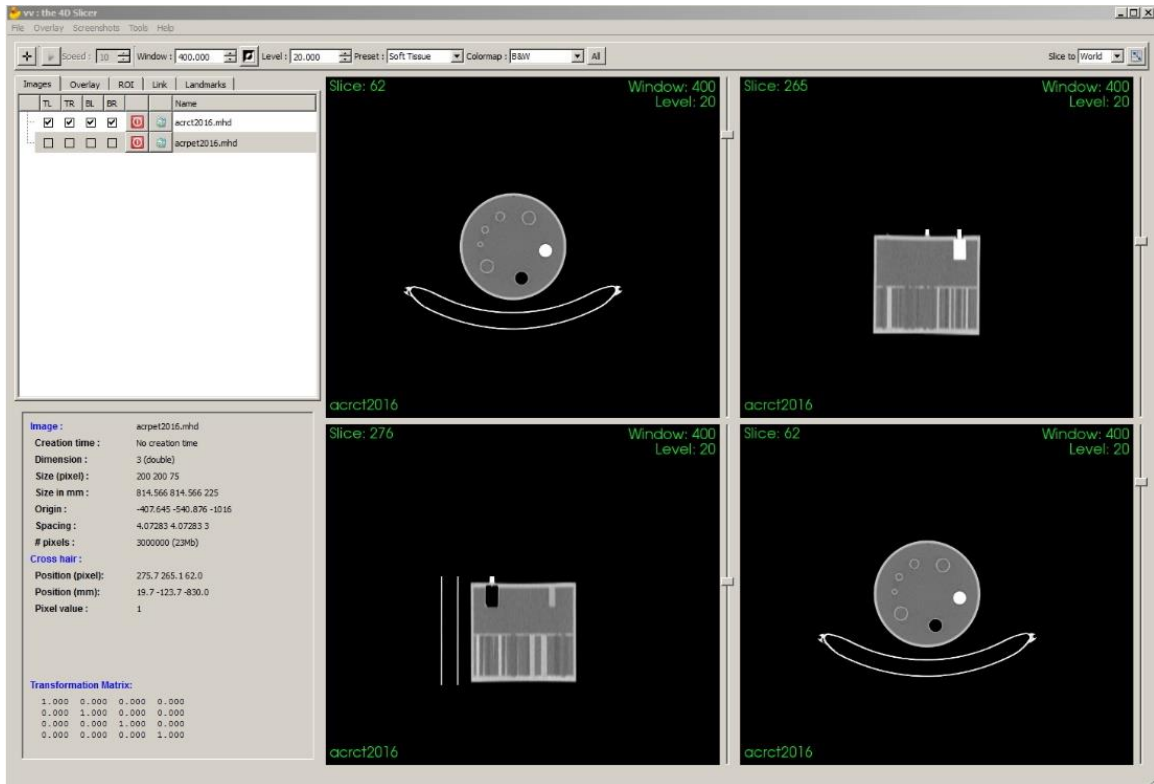 vv : the 4D Slicer
File Overlay Screenshots Tools Help
Speed : 10 Window : 400.000 Level : 20.000 Preset : Soft Tissue Colormap : B&W All Slice to World
Images Overlay ROI Link Landmarks
TL TR BL BR Name
acrct2016.mhd
acrpet2016.mhd
Slice: 62 Window: 400
Level: 20
acrct2016
Slice: 265 Window: 400
Level: 20
acrct2016
Image : acrpet2016.mhd
Creation time : No creation time
Dimension : 3 (double)
Size (pixel) : 200 200 75
Size in mm : 814.566 814.566 225
Origin : -407.645 -540.876 -1016
Spacing : 4.07283 4.07283 3
# pixels : 3000000 (23Mb)
Cross hair :
Position (pixel): 275.7 265.1 62.0
Position (mm): 19.7 -123.7 -830.0
Pixel value : 1
Transformation Matrix:
1.000 0.000 0.000 0.000
0.000 1.000 0.000 0.000
0.000 0.000 1.000 0.000
0.000 0.000 0.000 1.000
Slice: 276 Window: 400
Level: 20
acrct2016
Slice: 62 Window: 400
Level: 20
acrct2016